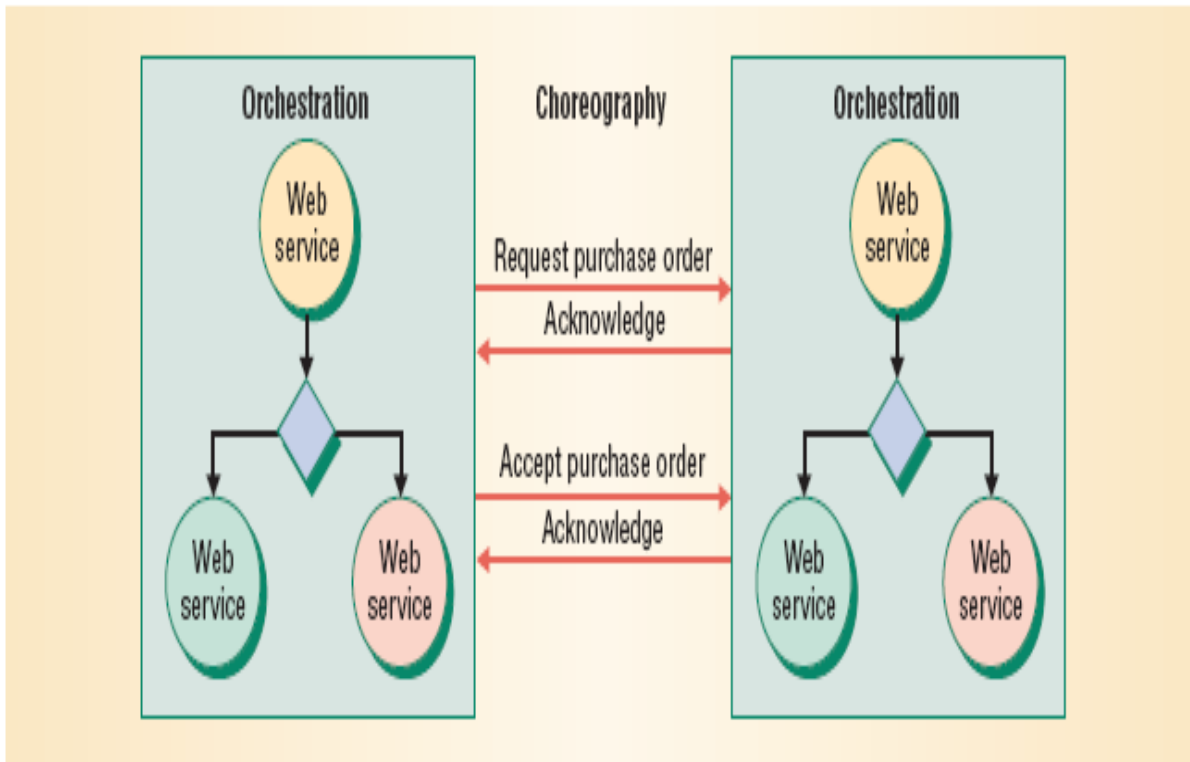 Orchestration
Choreography
Orchestration
Web
service
Web
service
Request purchase order
Acknowledge
Accept purchase order
Acknowledge
Web
service
Web
service
Web
service
Web
service